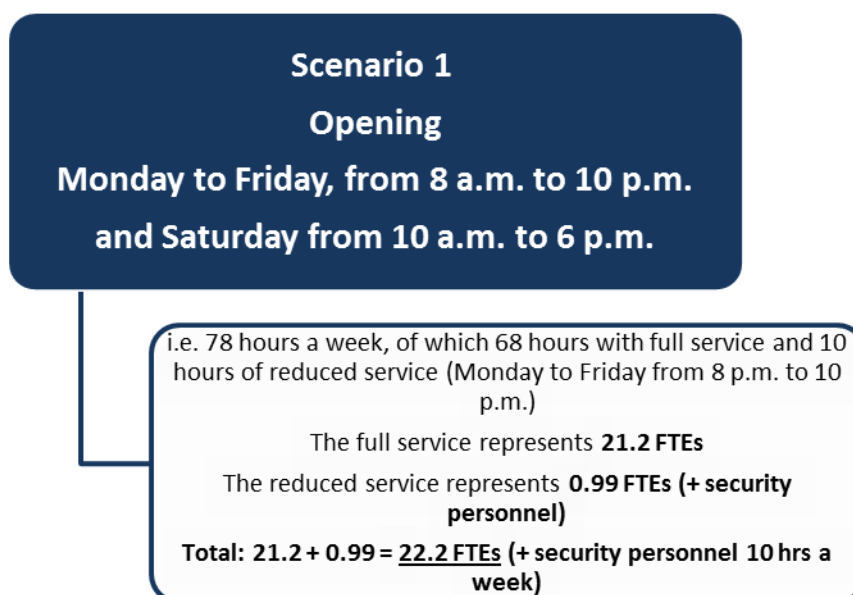 Scenario 1
Opening
Monday to Friday, from 8 a.m. to 10 p.m.
and Saturday from 10 a.m. to 6 p.m.
i.e. 78 hours a week, of which 68 hours with full service and 10
hours of reduced service (Monday to Friday from 8 p.m. to 10
p.m.)
The full service represents 21.2 FTEs
The reduced service represents 0.99 FTEs (+ security
personnel)
Total: 21.2 + 0.99 = 22.2 FTEs (+ security personnel 10 hrs a
week)